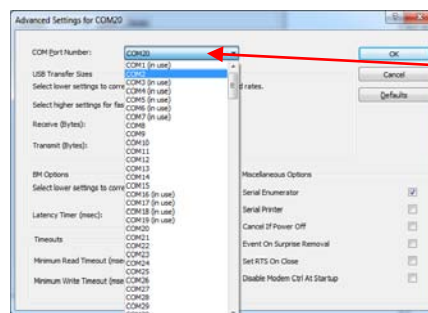 Advanced Settings for COM20
COM Port Number:
COM20
OK
Cancel
Defaults
COM1 (in use)
COM2
COM3 (in use)
COM4 (in use)
COM5 (in use)
COM6 (in use)
COM7 (in use)
COM8
COM9
COM10
COM11
COM12
COM13
COM14
COM15
COM16 (in use)
COM17 (in use)
COM18 (in use)
COM19 (in use)
COM20
COM21
COM22
COM23
COM24
COM25
COM26
COM27
COM28
COM29
USB Transfer Sizes
Select lower settings to corre
d rates.
Select higher settings for fas
Receive (Bytes):
Transmit (Bytes):
BM Options
Select lower settings to corre
Latency Timer (msec):
Timeouts
Minimum Read Timeout (mse
Minimum Write Timeout (mse
Miscellaneous Options
Serial Enumerator
Serial Printer
Cancel If Power Off
Event On Surprise Removal
Set RTS On Close
Disable Modem Ctrl At Startup